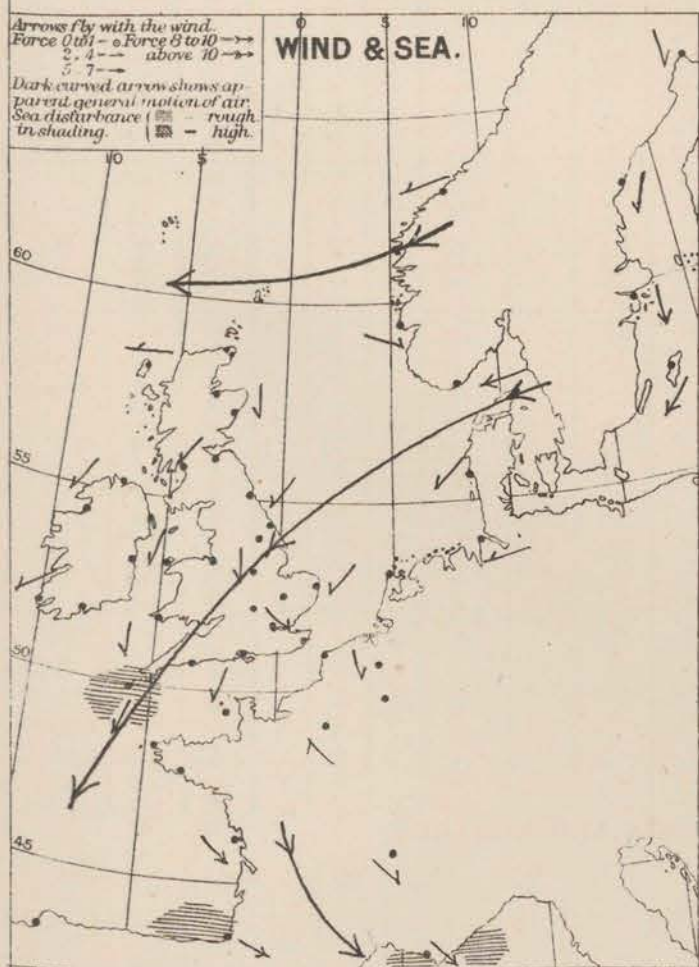 Arrows fly with the wind.
Force 0 to 1 – Force 8 to 10
2. 4 – above 10
5 7 –
Dark curved arrow shows ap-
parent general motion of air.
Sea disturbance ( – rough
in shading. ( – high.
WIND & SEA.
5
0
5
10
10
5
60
55
50
45